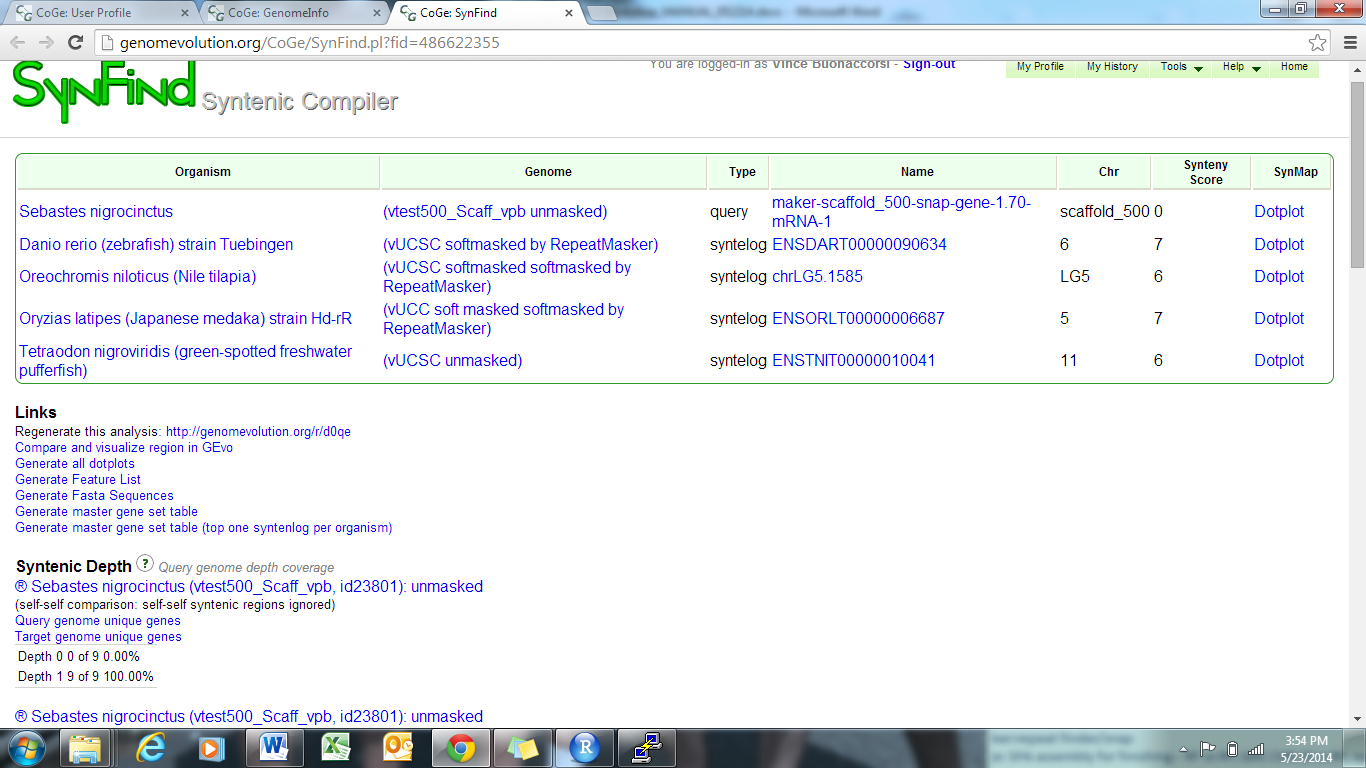 CoGe: User Profile
CoGe: GenomeInfo
CoGe: SynFind
genomevolution.org/CoGe/SynFind.pl?fid=486622355
SynFind Syntenic Compiler
You are logged-in as Vince Buonaccorsi - Sign-out
My Profile My History Tools Help Home
Organism Genome Type Name Chr Synteny Score SynMap
Sebastes nigrocinctus (vtest500_Scaff_vpb unmasked) query maker-scaffold_500-snap-gene-1.70-
mRNA-1 scaffold_500 0 Dotplot
Danio rerio (zebrafish) strain Tuebingen (vUCSC softmasked by RepeatMasker) syntelog ENSDART00000090634 6 7 Dotplot
Oreochromis niloticus (Nile tilapia) (vUCSC softmasked softmasked by
RepeatMasker) syntelog chrLG5.1585 LG5 6 Dotplot
Oryzias latipes (Japanese medaka) strain Hd-rR (vUCC soft masked softmasked by
RepeatMasker) syntelog ENSORLT00000006687 5 7 Dotplot
Tetraodon nigroviridis (green-spotted freshwater
pufferfish) (vUCSC unmasked) syntelog ENSTNIT00000010041 11 6 Dotplot
Links
Regenerate this analysis: http://genomevolution.org/r/d0qe
Compare and visualize region in GEvo
Generate all dotplots
Generate Feature List
Generate Fasta Sequences
Generate master gene set table
Generate master gene set table (top one syntenlog per organism)
Syntenic Depth ? Query genome depth coverage
® Sebastes nigrocinctus (vtest500_Scaff_vpb, id23801): unmasked
(self-self comparison: self-self syntenic regions ignored)
Query genome unique genes
Target genome unique genes
Depth 0 0 of 9 0.00%
Depth 1 9 of 9 100.00%
® Sebastes nigrocinctus (vtest500_Scaff_vpb, id23801): unmasked
3:54 PM
5/23/2014